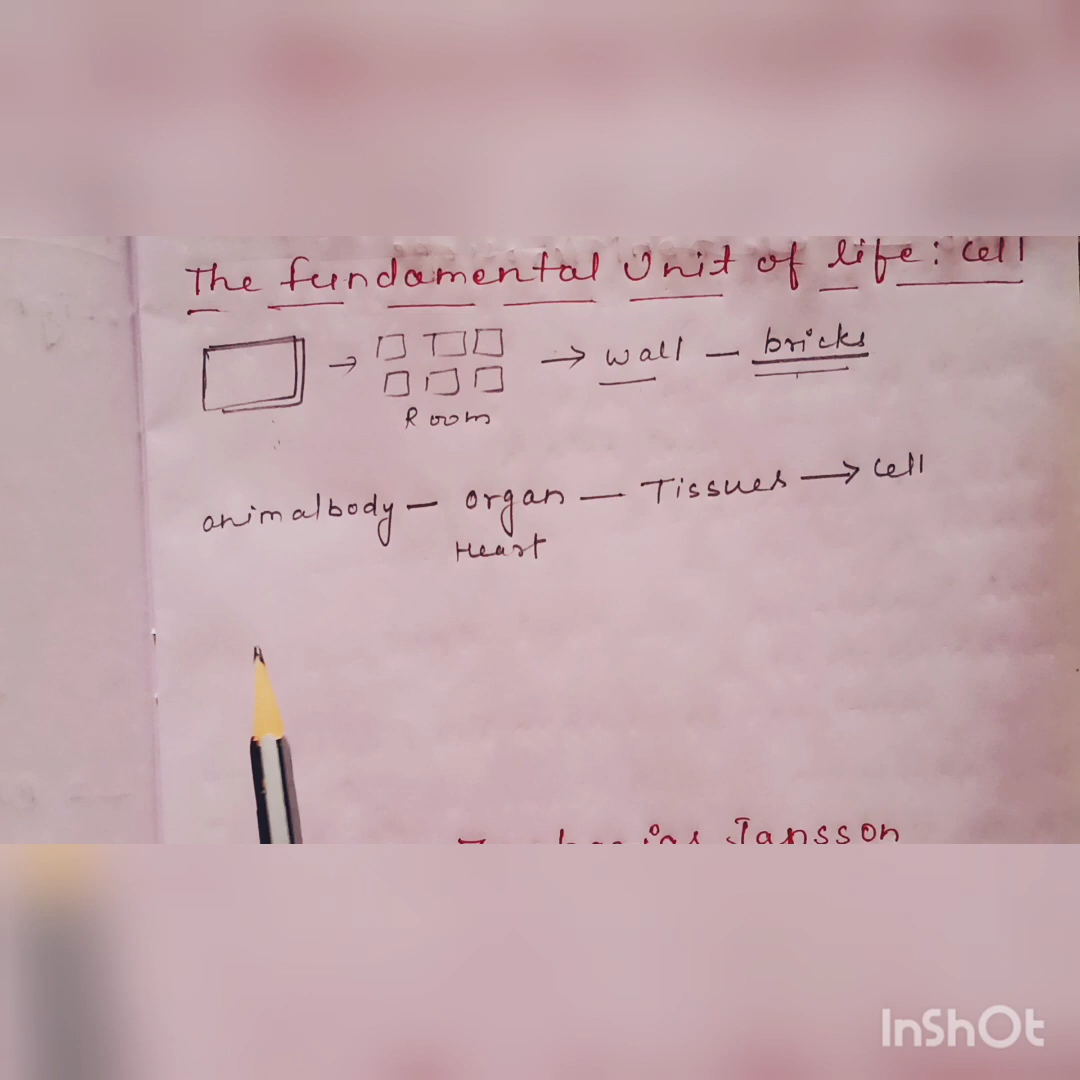 The fundamental Unit of life: cell
→ → wall — bricks
Room
animalbody — organ — Tissues → cell
Heart
Jansson
InShOt